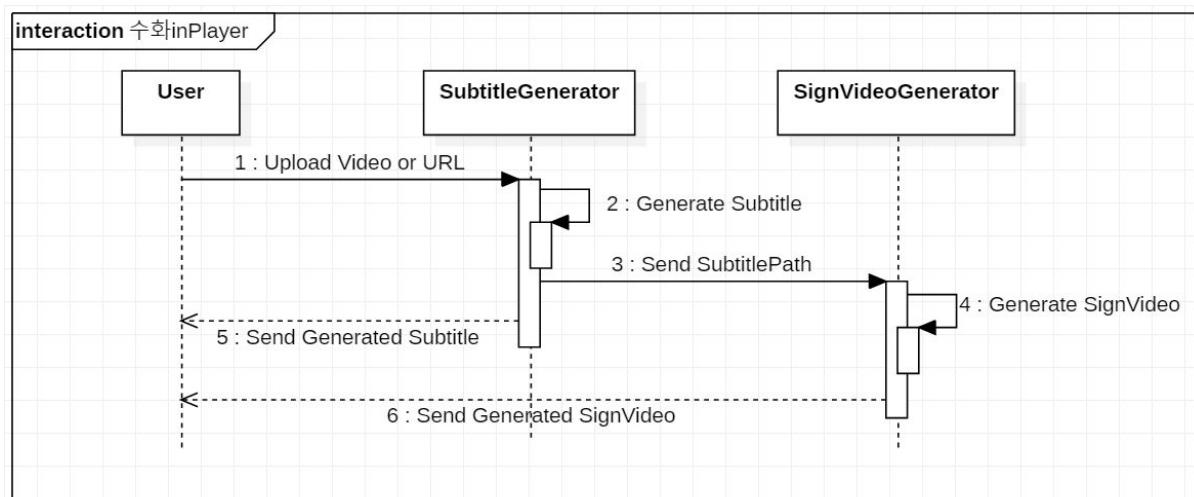 interaction 수화inPlayer
User
SubtitleGenerator
SignVideoGenerator
1 : Upload Video or URL
2 : Generate Subtitle
3 : Send SubtitlePath
4 : Generate SignVideo
5 : Send Generated Subtitle
6 : Send Generated SignVideo